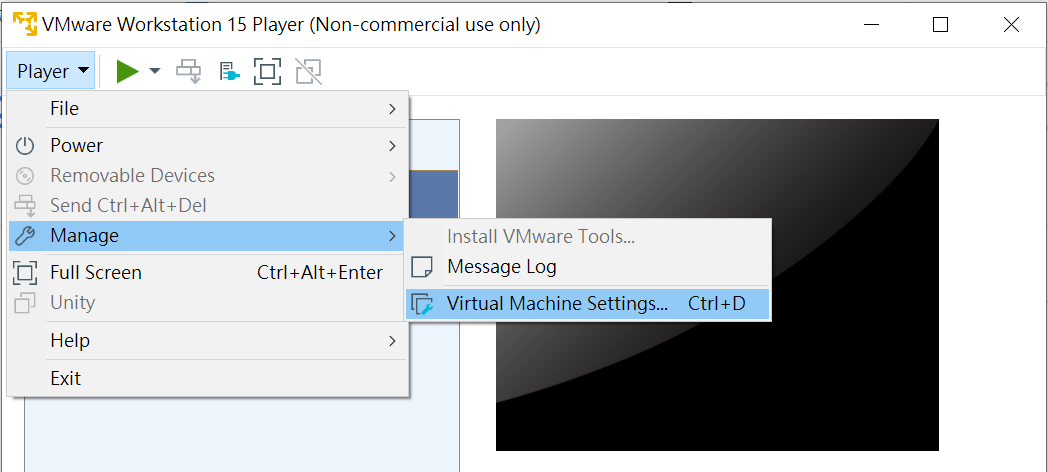 VMware Workstation 15 Player (Non-commercial use only)
Player
File
Power
Removable Devices
Send Ctrl+Alt+Del
Manage
Install VMware Tools...
Message Log
Full Screen Ctrl+Alt+Enter
Virtual Machine Settings... Ctrl+D
Unity
Help
Exit